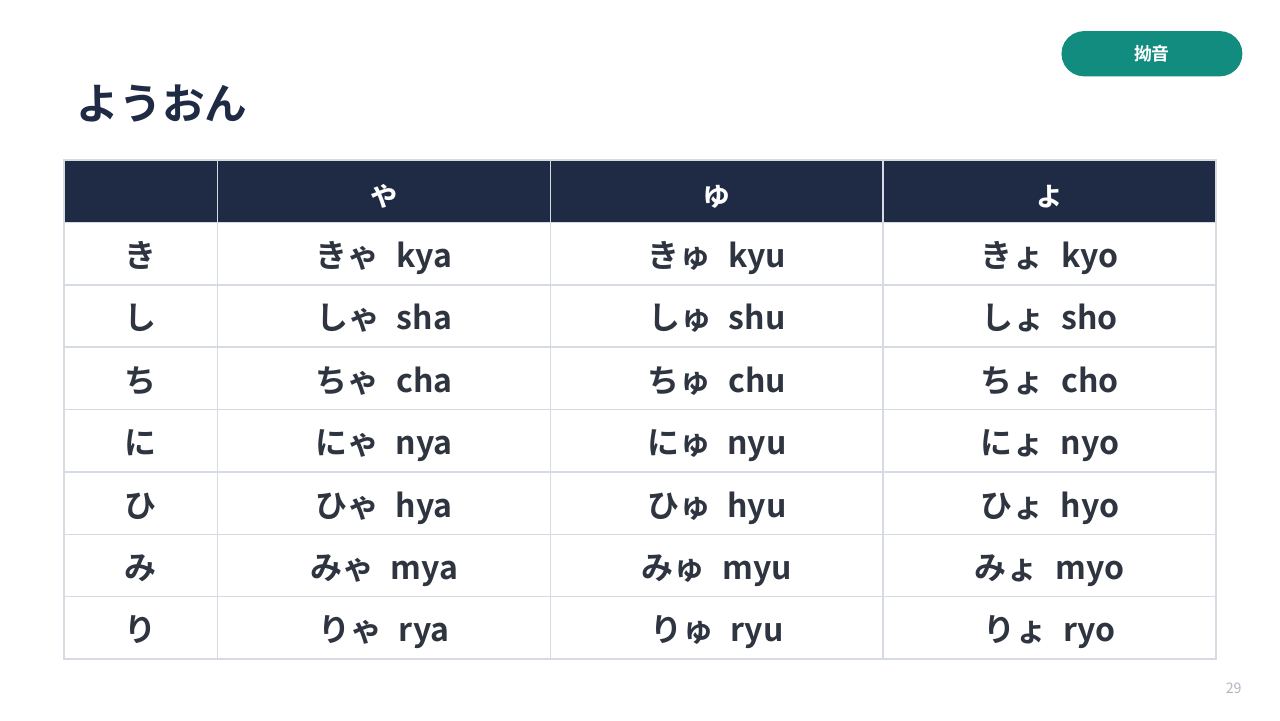 拗音
ようおん
ゃ ゅ ょ
き きゃ kya きゅ kyu きょ kyo
し しゃ sha しゅ shu しょ sho
ち ちゃ cha ちゅ chu ちょ cho
に にゃ nya にゅ nyu にょ nyo
ひ ひゃ hya ひゅ hyu ひょ hyo
み みゃ mya みゅ myu みょ myo
り りゃ rya りゅ ryu りょ ryo
29